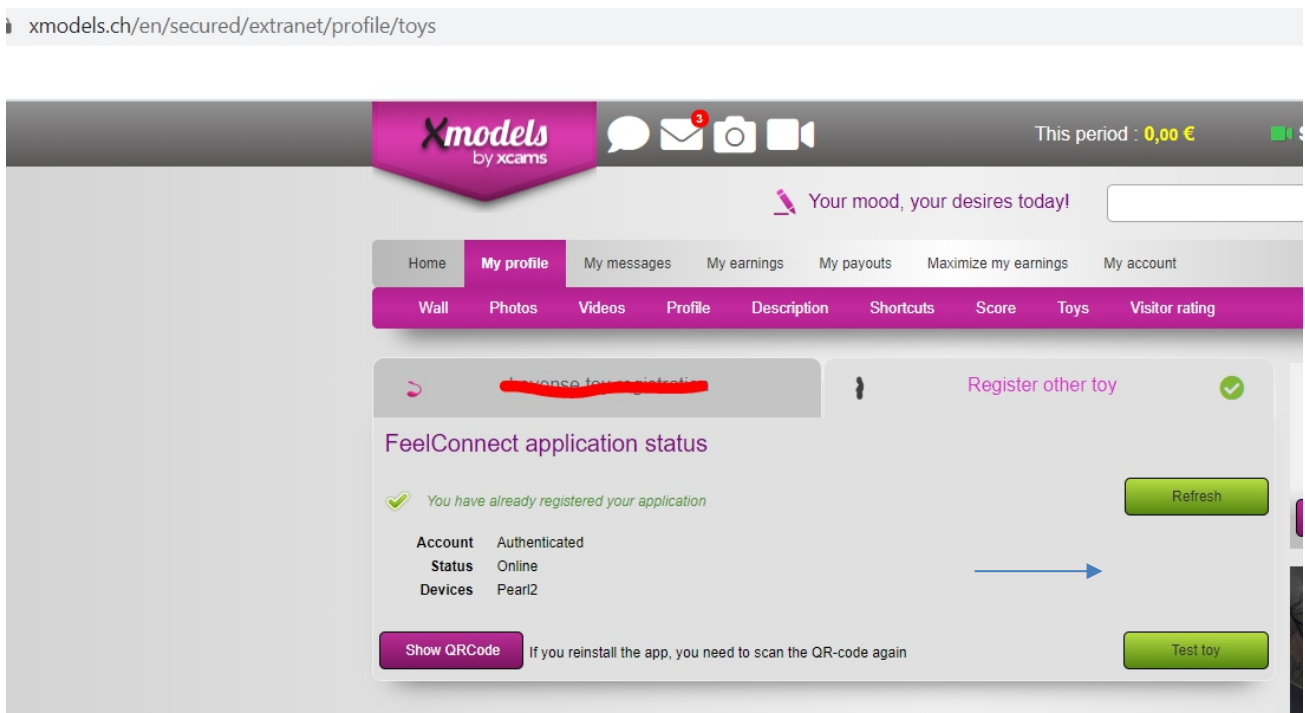 xmodels.ch/en/secured/extranet/profile/toys
Xmodels
by xcams
3
This period : 0,00 €
Your mood, your desires today!
Home My profile My messages My earnings My payouts Maximize my earnings My account
Wall Photos Videos Profile Description Shortcuts Score Toys Visitor rating
toy registration Register other toy
FeelConnect application status
You have already registered your application
Refresh
Account Authenticated
Status Online
Devices Pearl2
Show QRCode If you reinstall the app, you need to scan the QR-code again Test toy